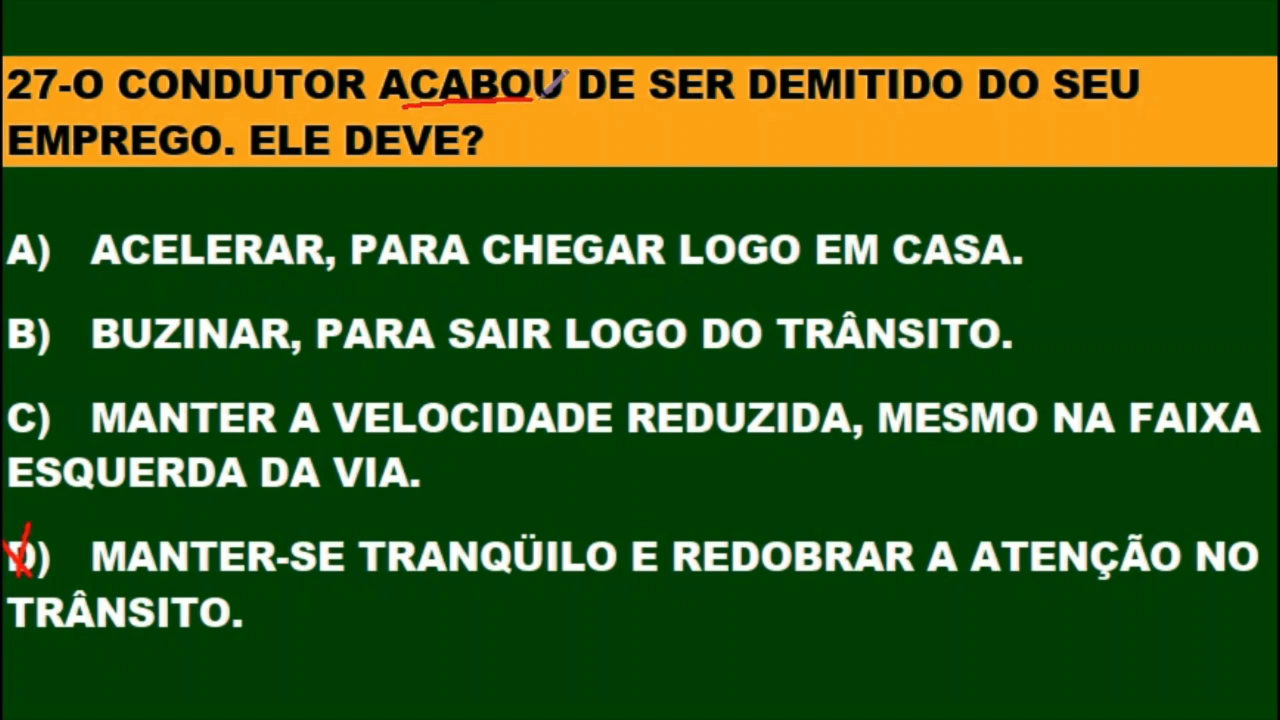 27-O CONDUTOR ACABOU DE SER DEMITIDO DO SEU
EMPREGO. ELE DEVE?
A) ACELERAR, PARA CHEGAR LOGO EM CASA.
B) BUZINAR, PARA SAIR LOGO DO TRÂNSITO.
C) MANTER A VELOCIDADE REDUZIDA, MESMO NA FAIXA
ESQUERDA DA VIA.
D) MANTER-SE TRANQÜILO E REDOBRAR A ATENÇÃO NO
TRÂNSITO.